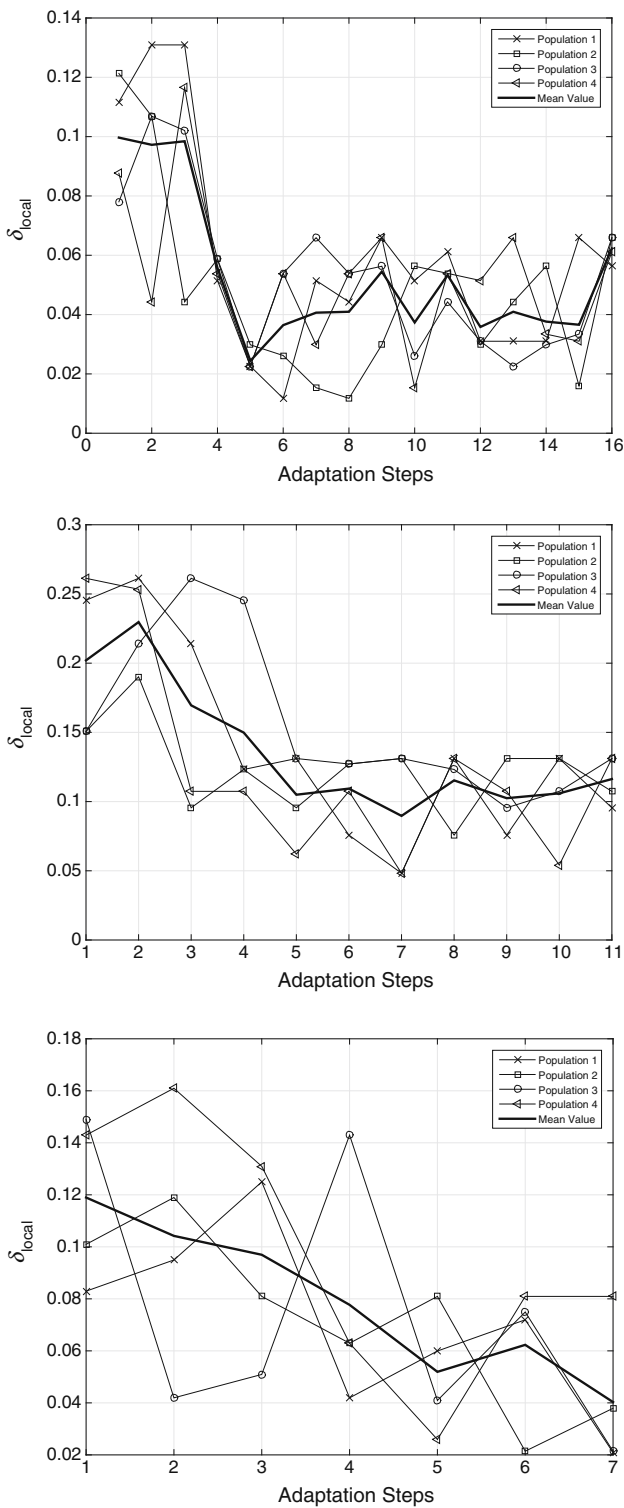 0.14
0.12
0.1
0.08
0.06
0.04
0.02
0
δlocal
Population 1
Population 2
Population 3
Population 4
Mean Value
0 2 4 6 8 10 12 14 16
Adaptation Steps
0.3
0.25
0.2
0.15
0.1
0.05
0
δlocal
Population 1
Population 2
Population 3
Population 4
Mean Value
1 2 3 4 5 6 7 8 9 10 11
Adaptation Steps
0.18
0.16
0.14
0.12
0.1
0.08
0.06
0.04
0.02
δlocal
Population 1
Population 2
Population 3
Population 4
Mean Value
1 2 3 4 5 6 7
Adaptation Steps